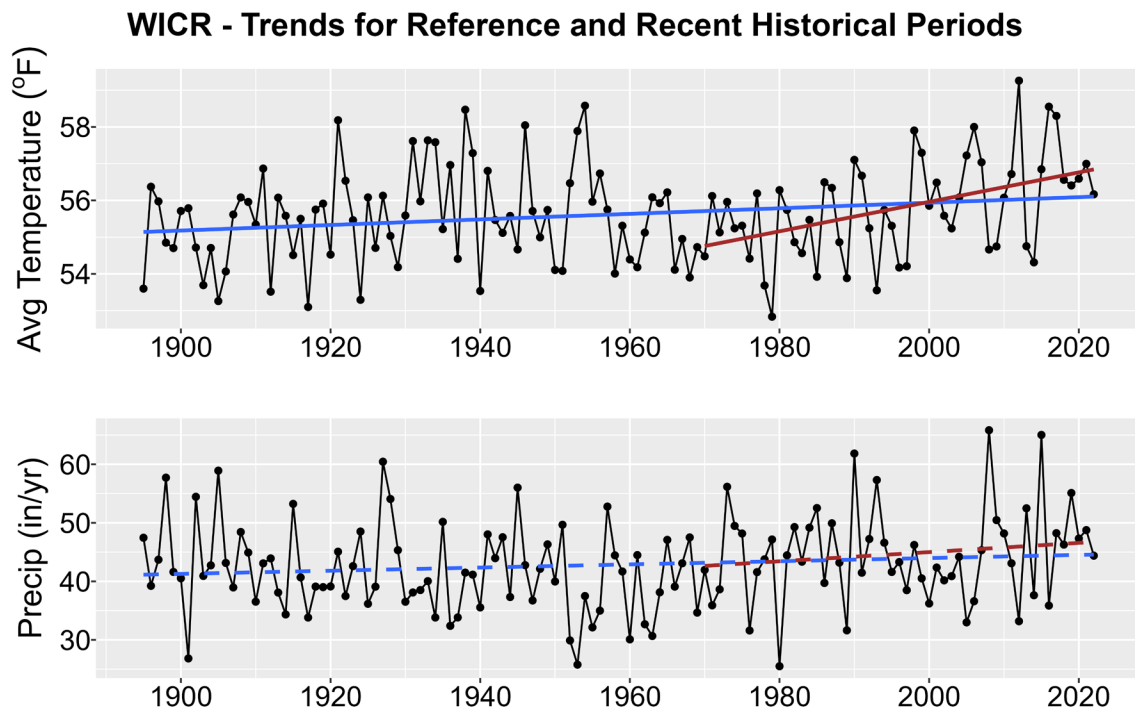 WICR - Trends for Reference and Recent Historical Periods
Avg Temperature (°F)
58
56
54
1900 1920 1940 1960 1980 2000 2020
Precip (in/yr)
60
50
40
30
1900 1920 1940 1960 1980 2000 2020